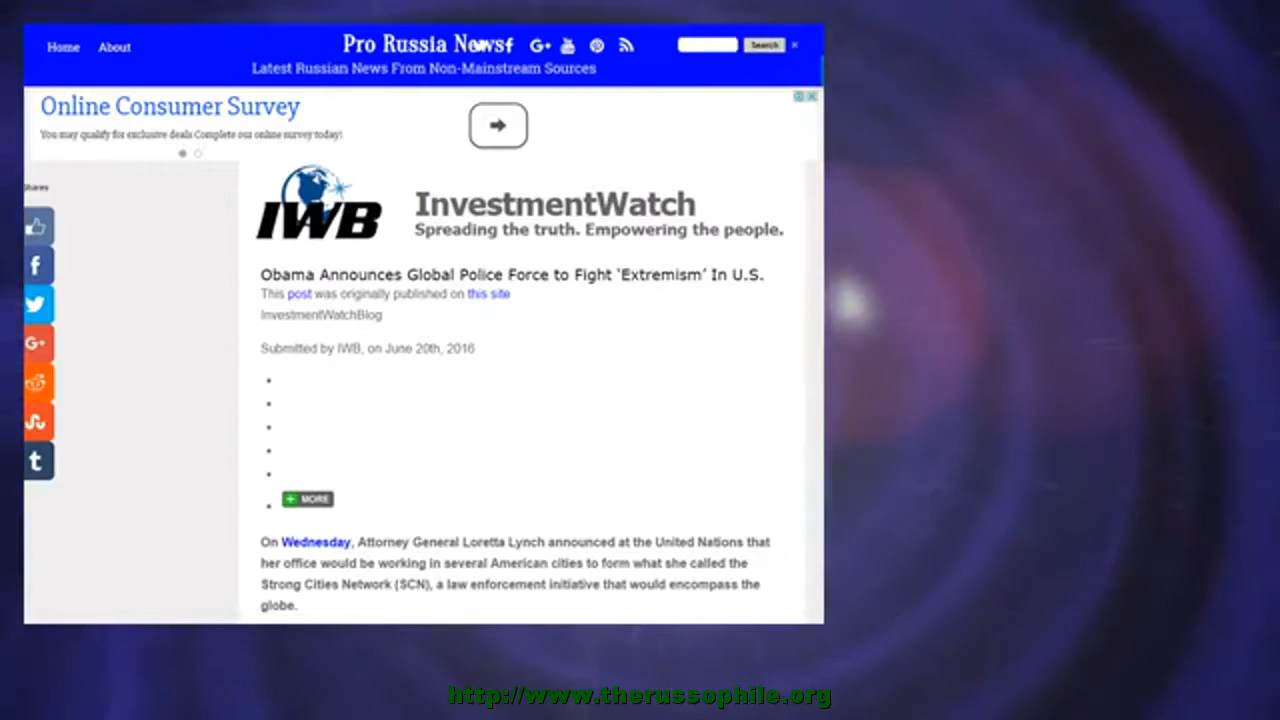 Home About
Pro Russia News
Search
Latest Russian News From Non-Mainstream Sources
Online Consumer Survey
You may qualify for exclusive deals Complete our online survey today!
Shares
IWB
InvestmentWatch
Spreading the truth. Empowering the people.
Obama Announces Global Police Force to Fight ‘Extremism’ In U.S.
This post was originally published on this site
InvestmentWatchBlog
Submitted by IWB, on June 20th, 2016
MORE
On Wednesday, Attorney General Loretta Lynch announced at the United Nations that
her office would be working in several American cities to form what she called the
Strong Cities Network (SCN), a law enforcement initiative that would encompass the
globe.
http://www.therussophile.org